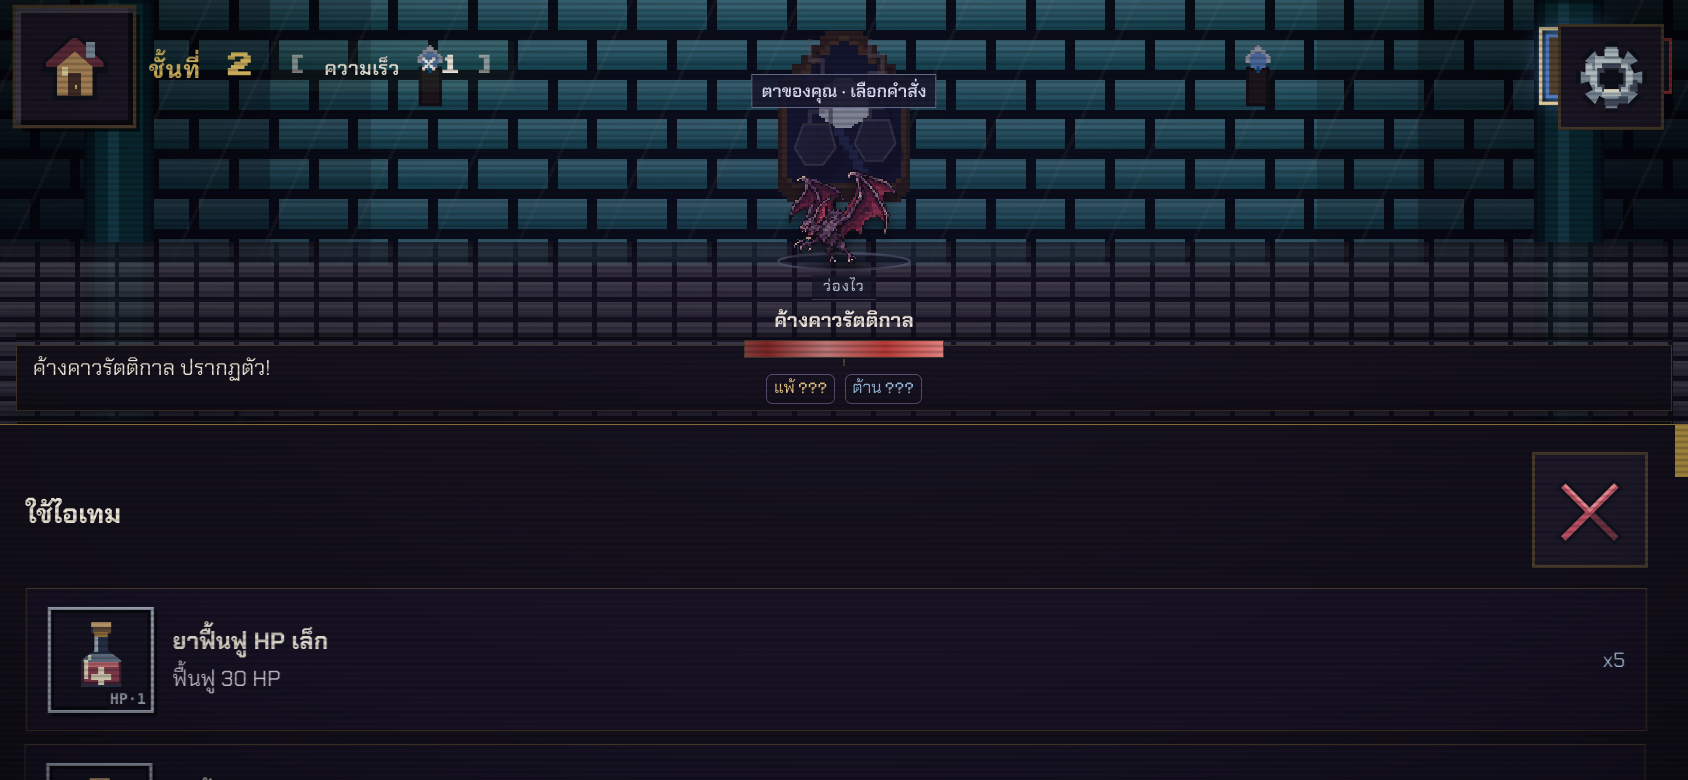 ชั้นที่ 2 [ ความเร็ว ×1 ]
ตาของคุณ · เลือกคำสั่ง
ว่องไว
ค้างคาวรัตติกาล
ค้างคาวรัตติกาล ปรากฏตัว!
แพ้ ??? ต้าน ???
ใช้ไอเทม
ยาฟื้นฟู HP เล็ก
ฟื้นฟู 30 HP
x5
HP·1